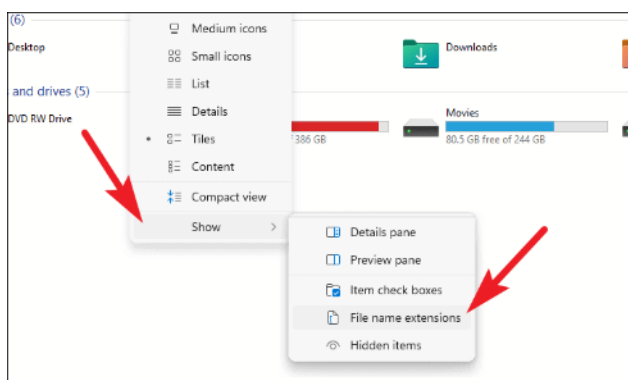 (6)
Medium icons
Desktop
Downloads
Small icons
List
and drives (5)
Details
Movies
DVD RW Drive
Tiles
386 GB
80.5 GB free of 244 GB
Content
Compact view
Show
Details pane
Preview pane
Item check boxes
File name extensions
Hidden items